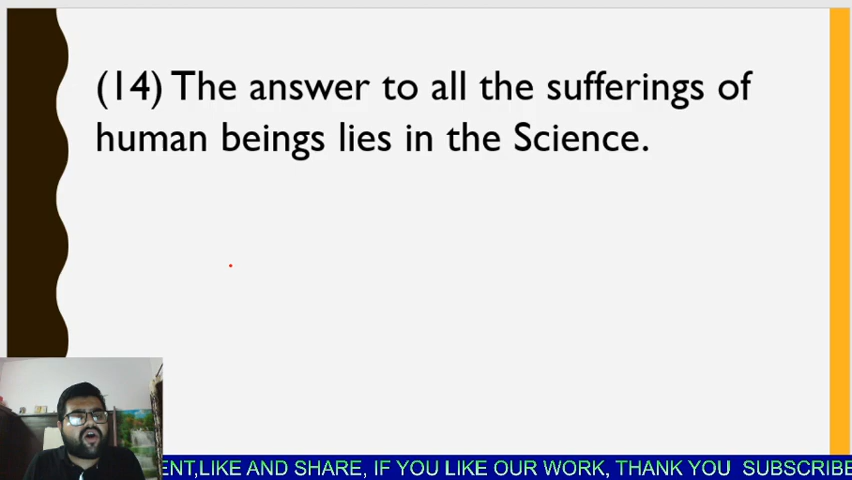 (14) The answer to all the sufferings of
human beings lies in the Science.
ENT,LIKE AND SHARE, IF YOU LIKE OUR WORK, THANK YOU SUBSCRIBE